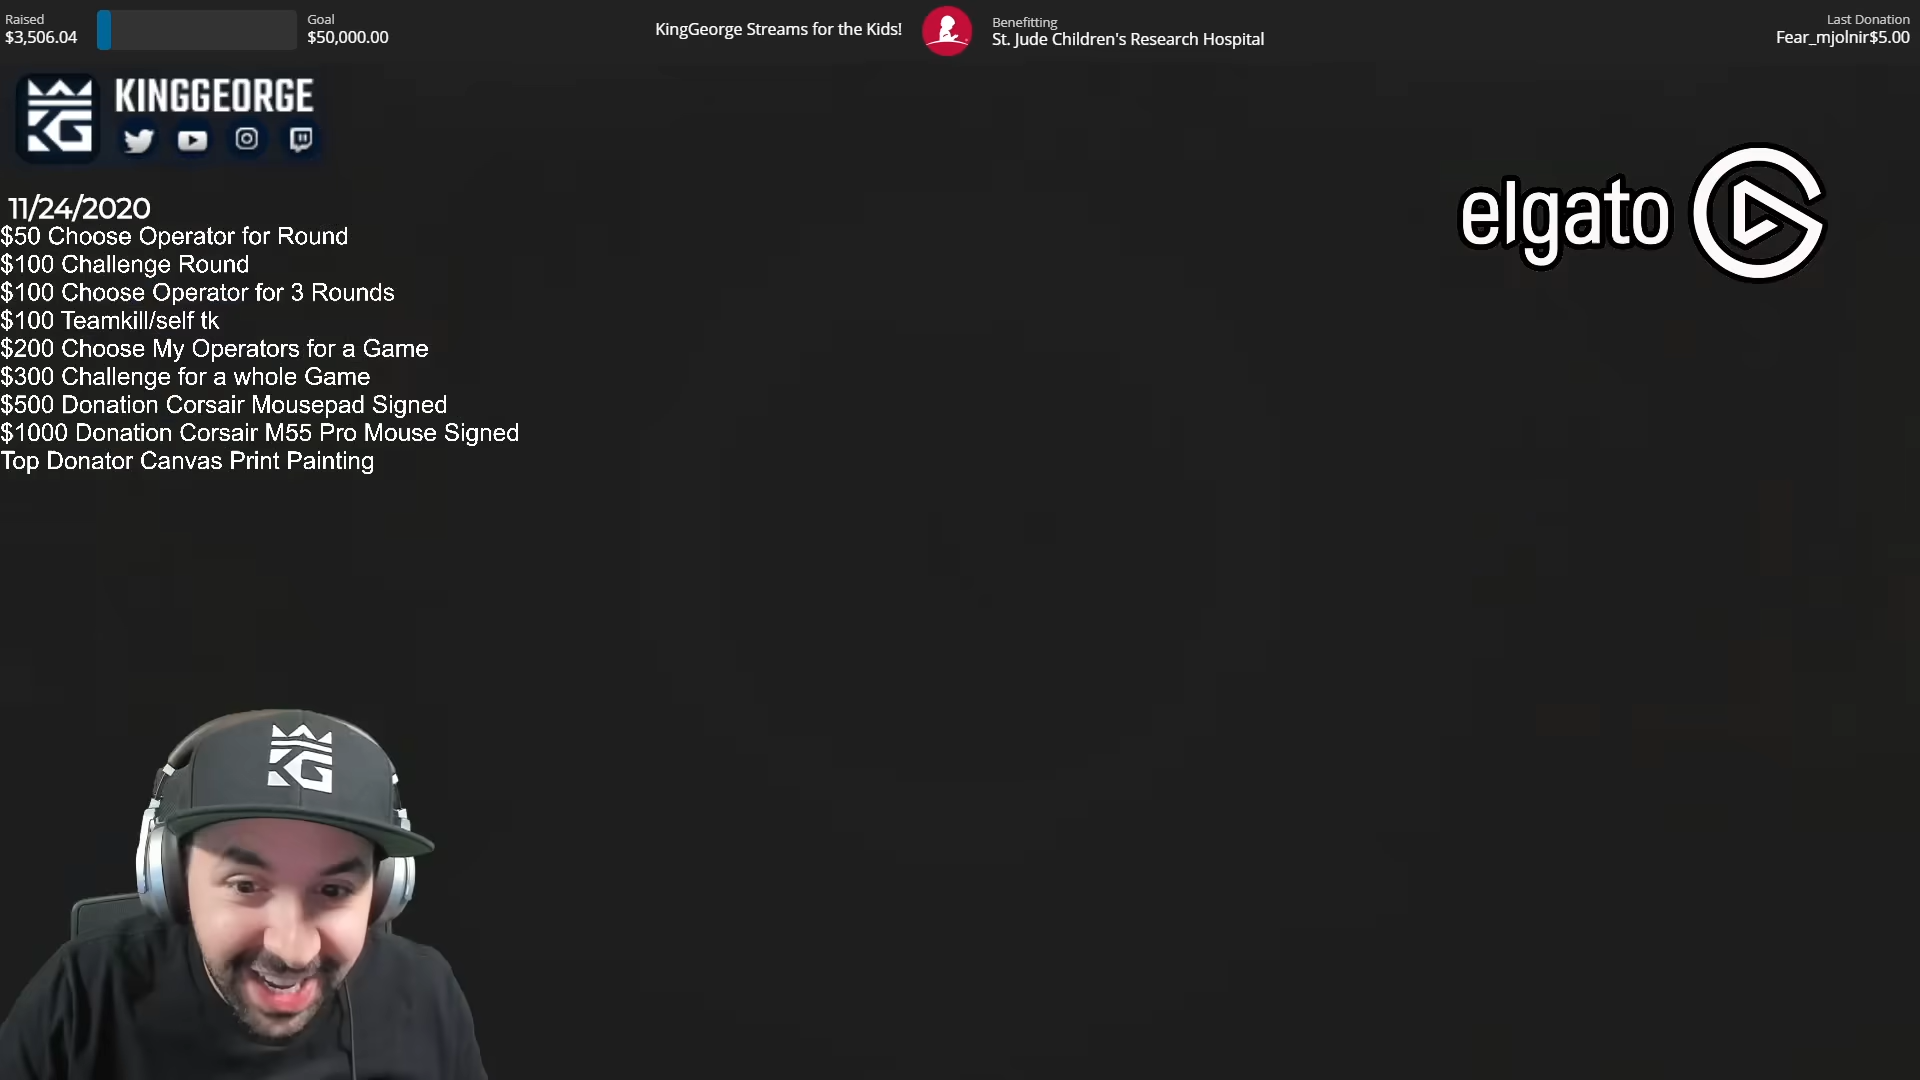 Raised
$3,506.04
Goal
$50,000.00
KingGeorge Streams for the Kids!
Benefitting
St. Jude Children's Research Hospital
Last Donation
Fear_mjolnir$5.00
KG
KINGGEORGE
elgato
11/24/2020
$50 Choose Operator for Round
$100 Challenge Round
$100 Choose Operator for 3 Rounds
$100 Teamkill/self tk
$200 Choose My Operators for a Game
$300 Challenge for a whole Game
$500 Donation Corsair Mousepad Signed
$1000 Donation Corsair M55 Pro Mouse Signed
Top Donator Canvas Print Painting
KG